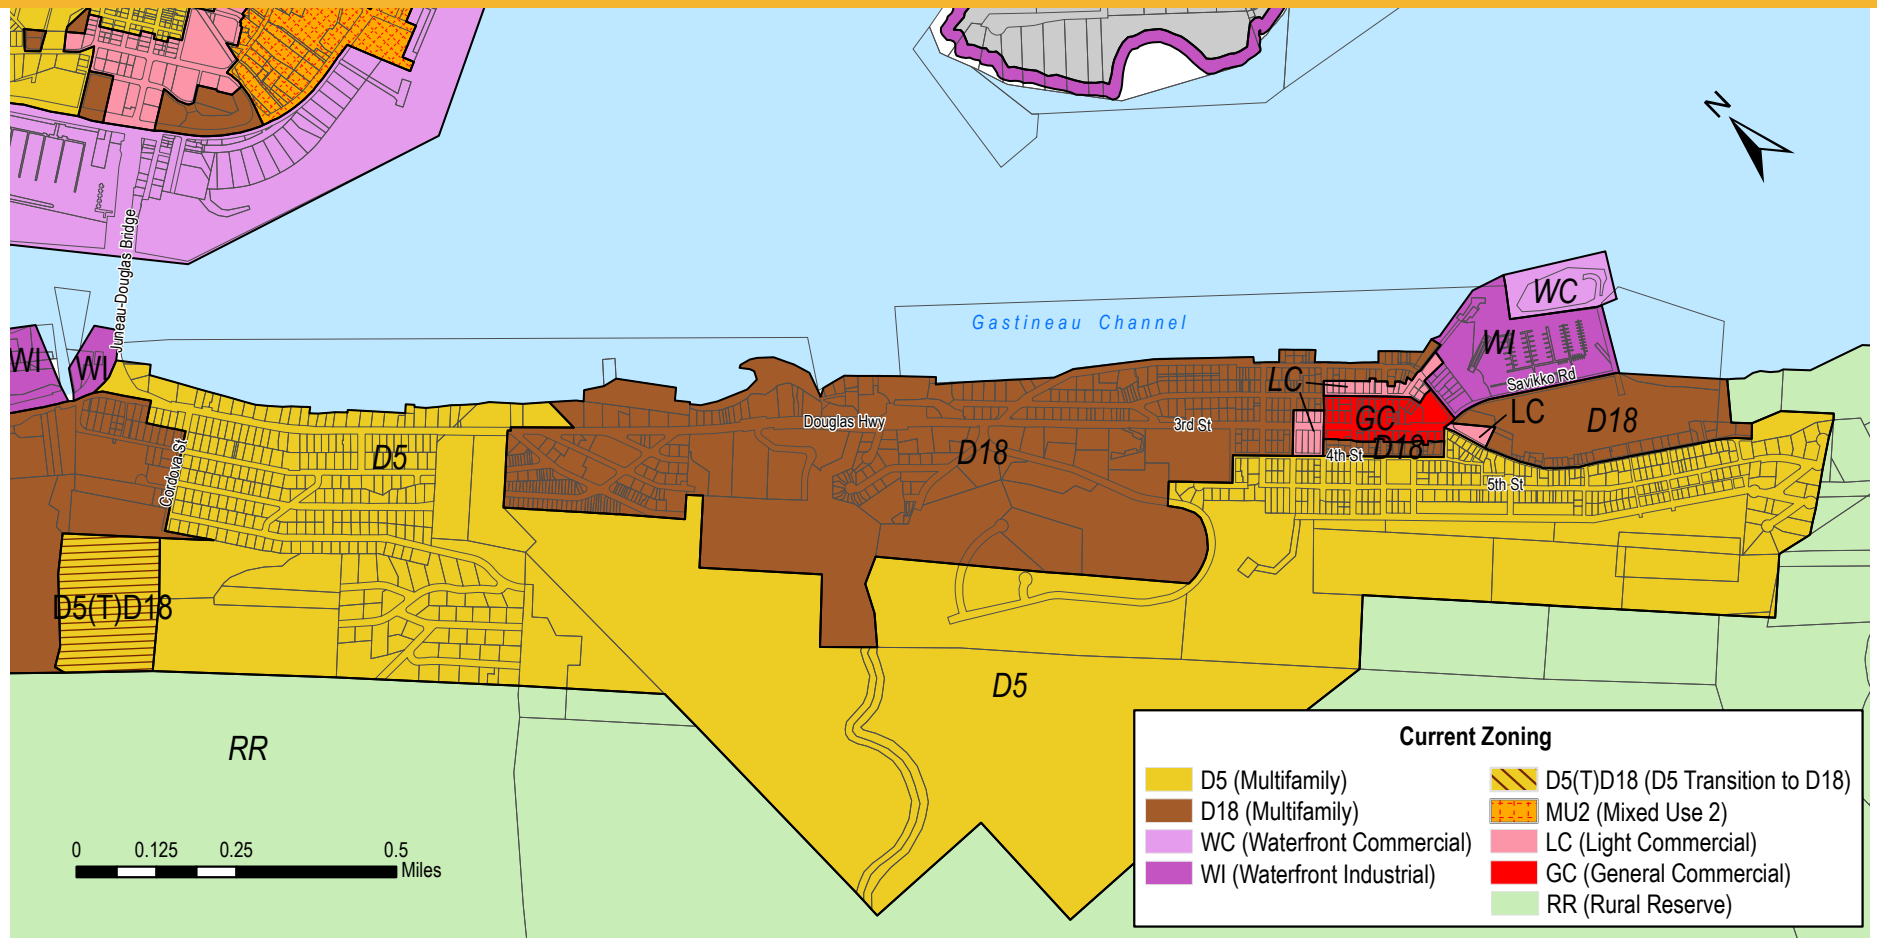 N
Juneau-Douglas Bridge
Gastineau Channel
WC
WI
WI
WI
Savikko Rd
LC
LC
GC
D18
D18
Douglas Hwy
3rd St
D18
4th St
5th St
D5
Cordova St
D5(T)D18
D5
RR
0 0.125 0.25 0.5
Miles
Current Zoning
D5 (Multifamily)
D18 (Multifamily)
WC (Waterfront Commercial)
WI (Waterfront Industrial)
D5(T)D18 (D5 Transition to D18)
MU2 (Mixed Use 2)
LC (Light Commercial)
GC (General Commercial)
RR (Rural Reserve)